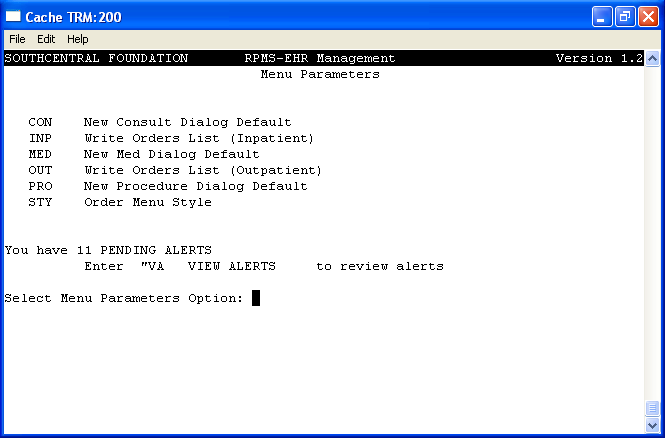 Cache TRM:200
File Edit Help
SOUTHCENTRAL FOUNDATION RPMS-EHR Management Version 1.2
Menu Parameters
CON New Consult Dialog Default
INP Write Orders List (Inpatient)
MED New Med Dialog Default
OUT Write Orders List (Outpatient)
PRO New Procedure Dialog Default
STY Order Menu Style
You have 11 PENDING ALERTS
Enter "VA VIEW ALERTS to review alerts
Select Menu Parameters Option: